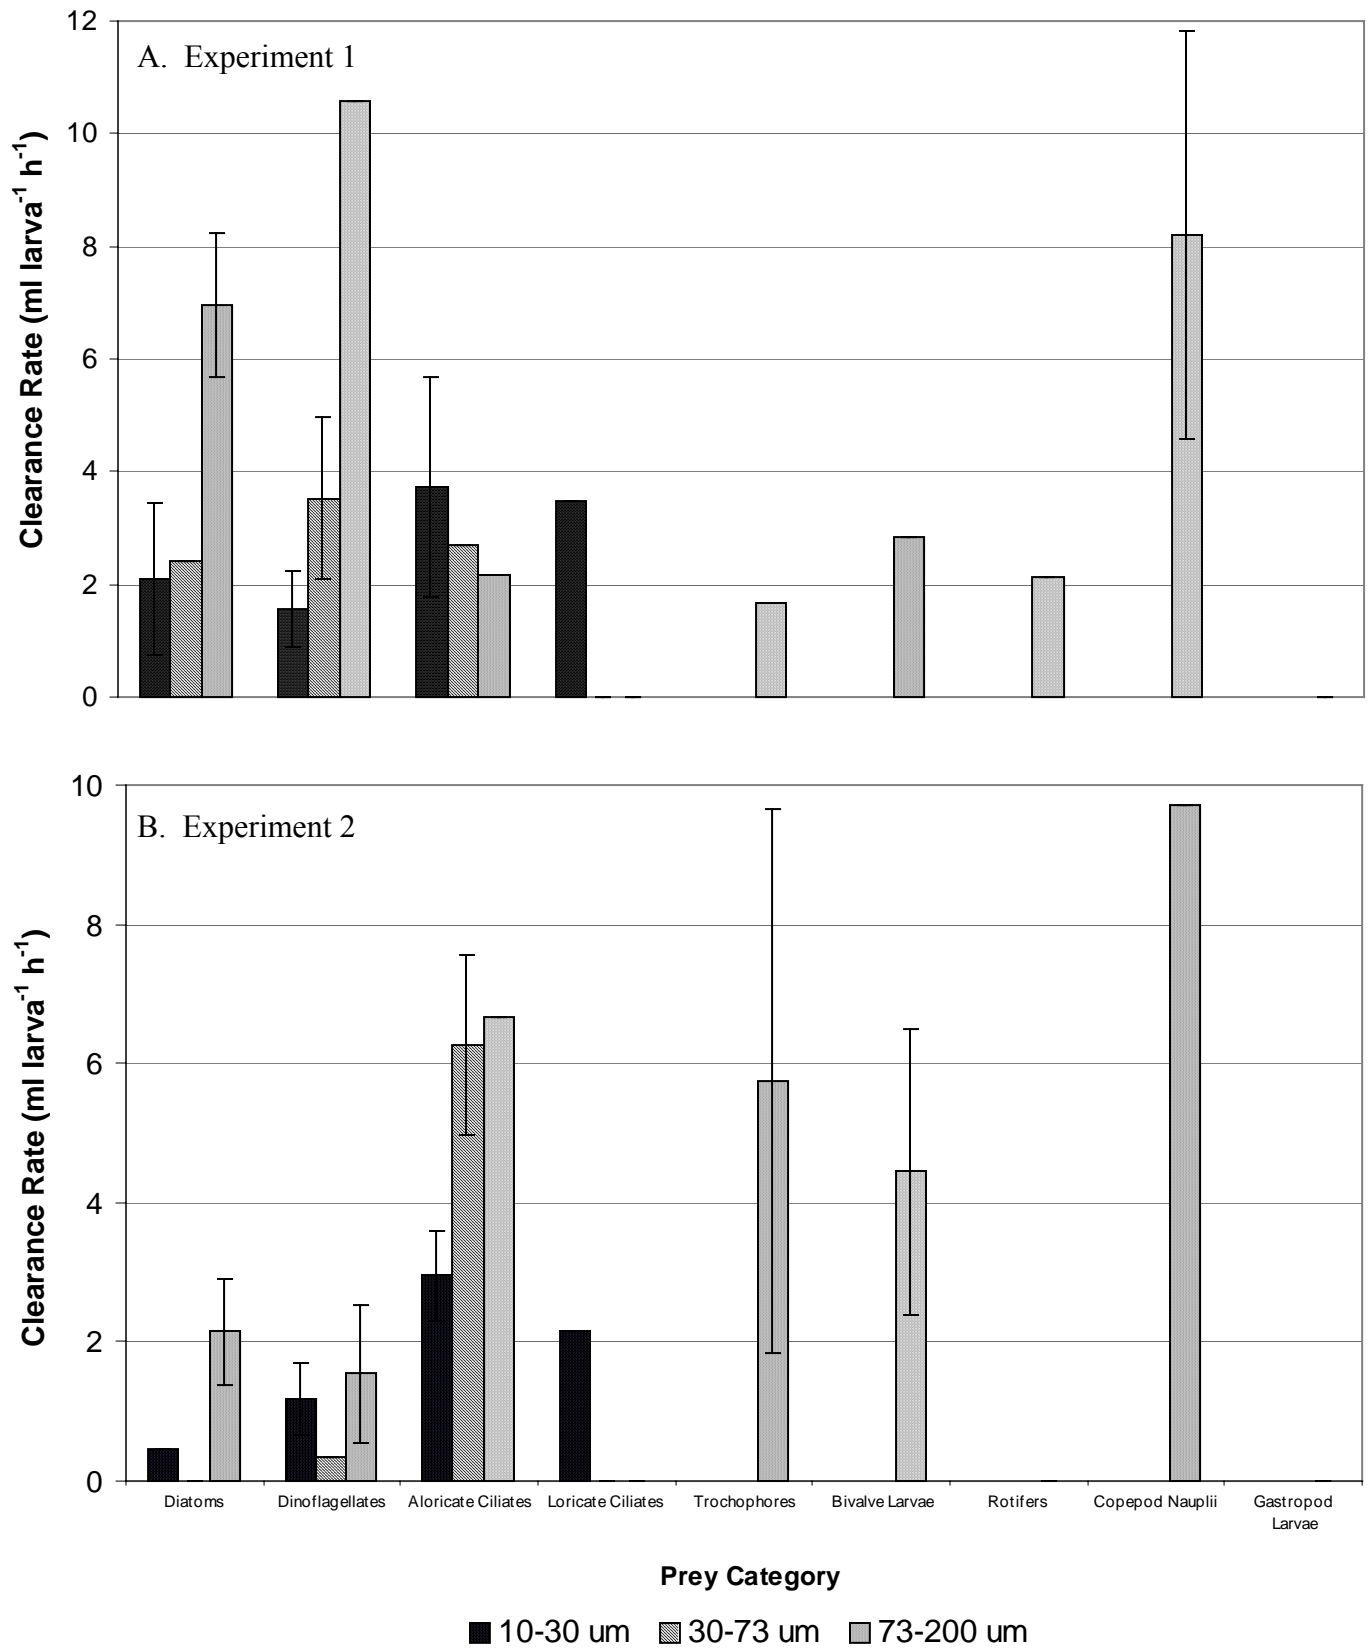 A. Experiment 1
Clearance Rate (ml larva⁻¹ h⁻¹)
12
10
8
6
4
2
0
B. Experiment 2
Clearance Rate (ml larva⁻¹ h⁻¹)
10
8
6
4
2
0
Diatoms Dinoflagellates Aloricate Ciliates Loricate Ciliates Trochophores Bivalve Larvae Rotifers Copepod Nauplii Gastropod
Larvae
Prey Category
10-30 um 30-73 um 73-200 um